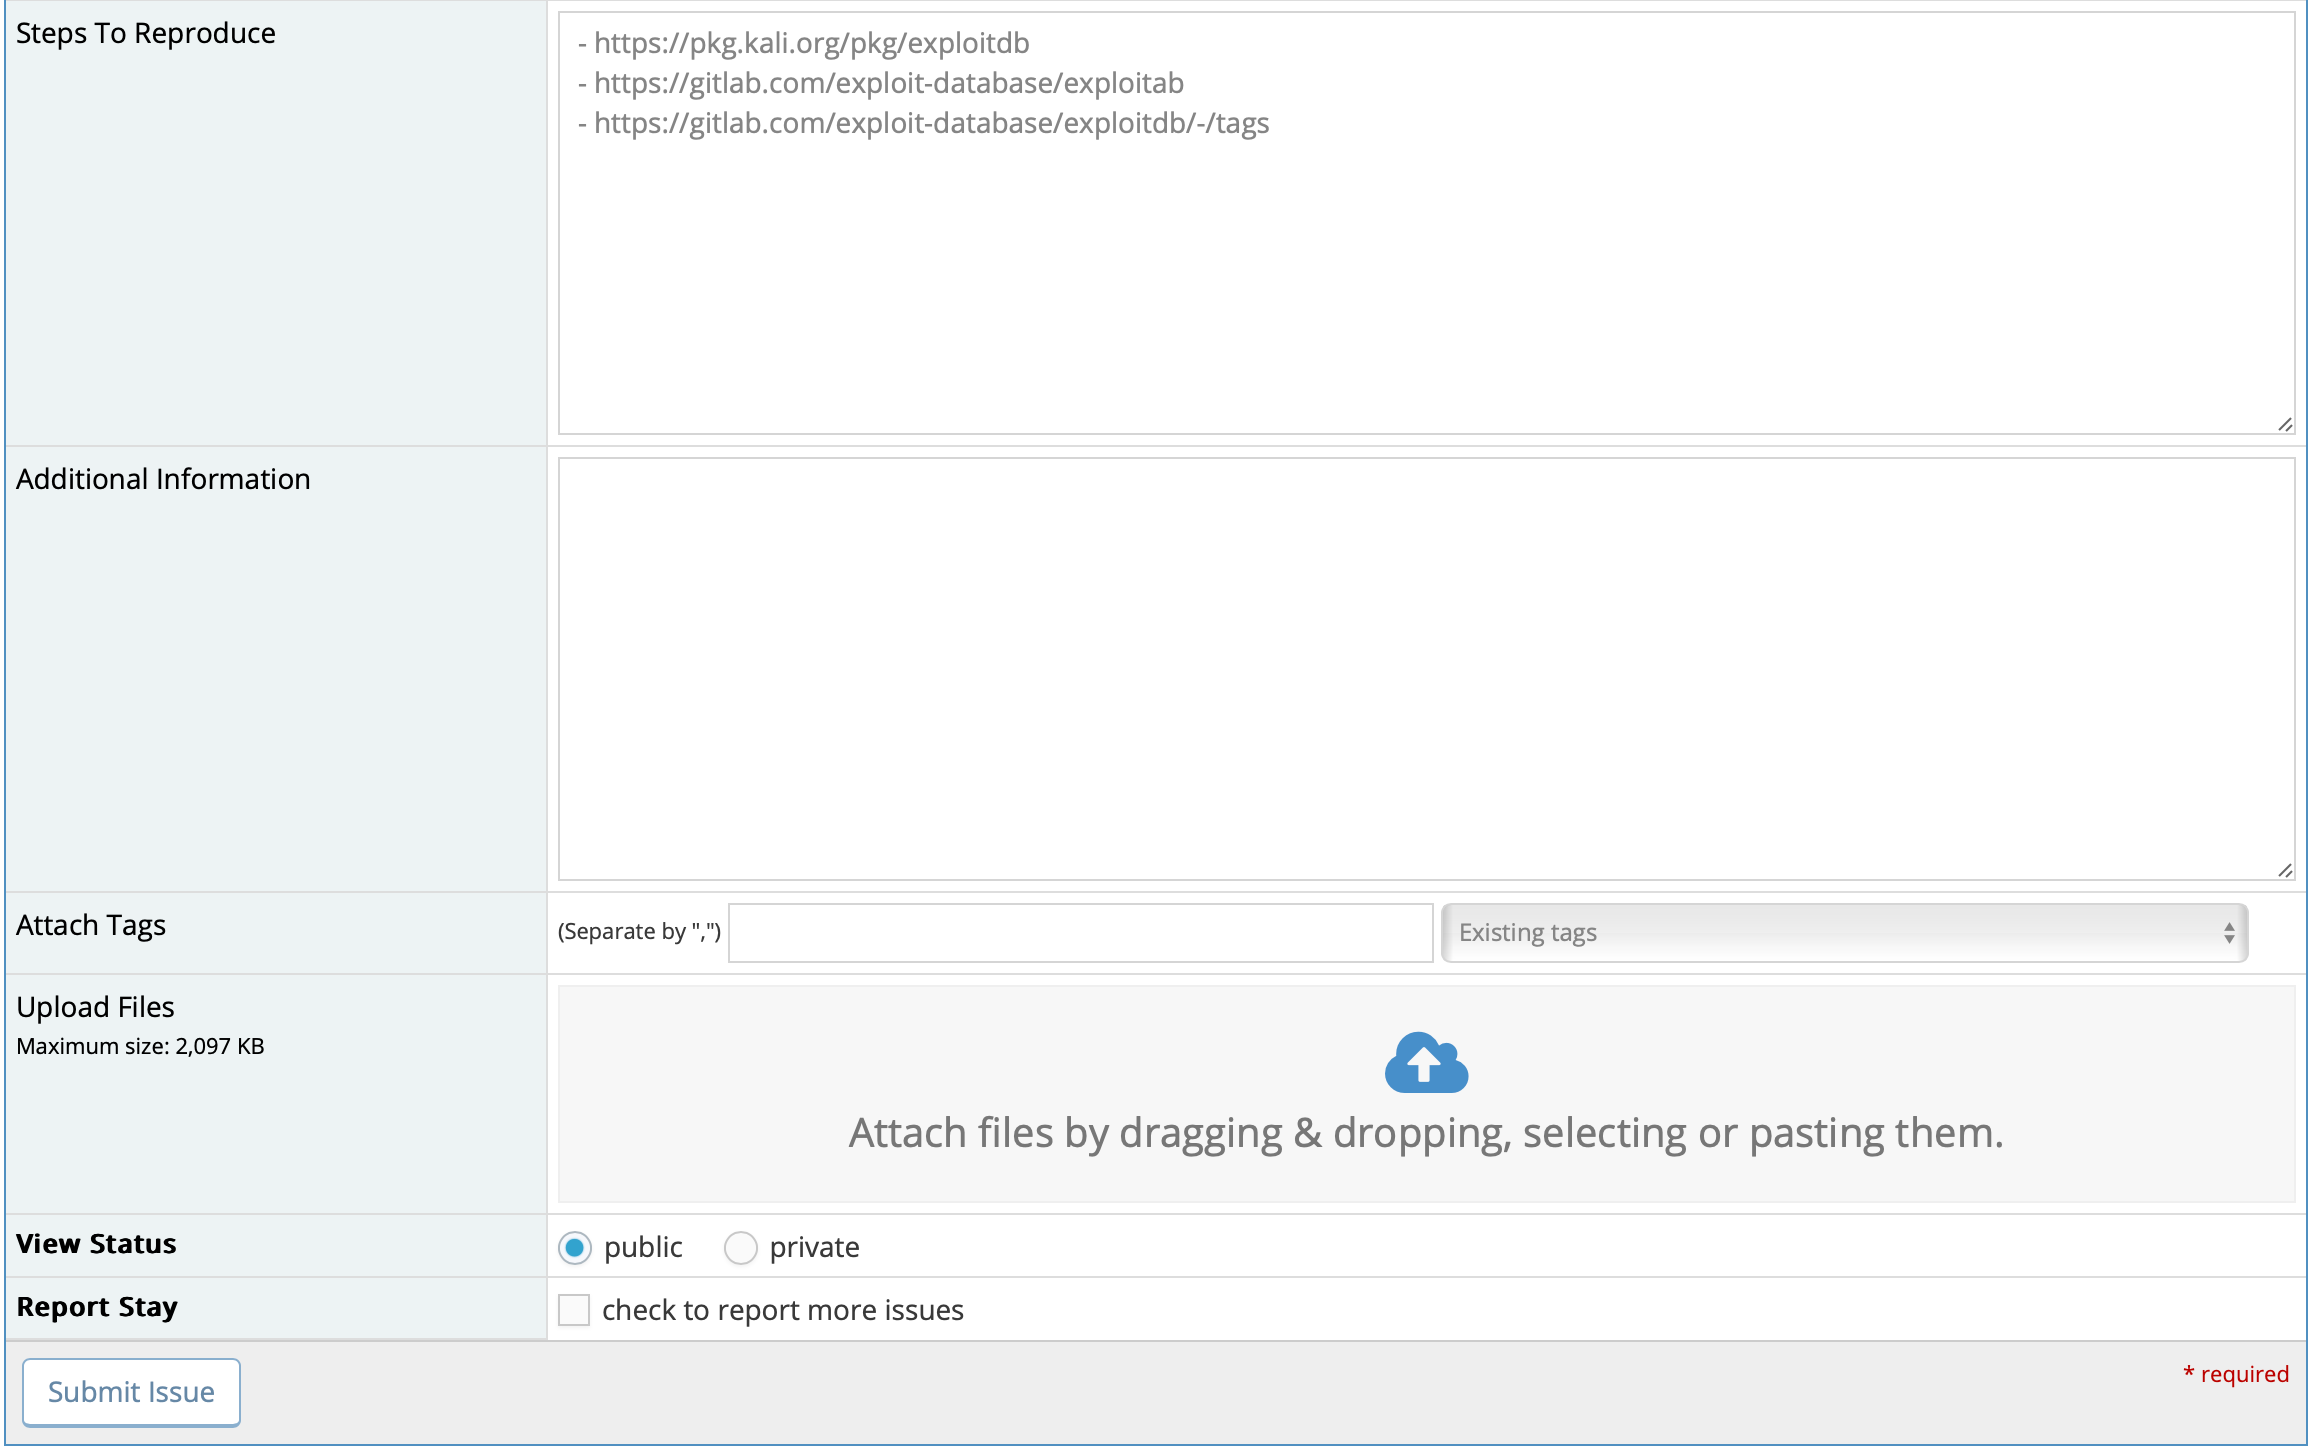 Steps To Reproduce
- https://pkg.kali.org/pkg/exploitdb
- https://gitlab.com/exploit-database/exploitab
- https://gitlab.com/exploit-database/exploitdb/-/tags
Additional Information
Attach Tags
(Separate by ",")
Existing tags
Upload Files
Maximum size: 2,097 KB
Attach files by dragging & dropping, selecting or pasting them.
View Status
public
private
Report Stay
check to report more issues
Submit Issue
* required